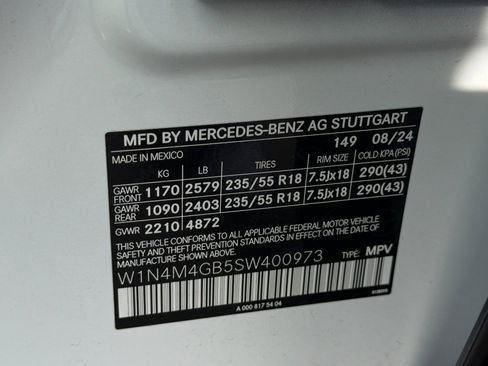 MFD BY MERCEDES-BENZ AG STUTTGART
MADE IN MEXICO 149 08/24
KG LB TIRES RIM SIZE COLD KPA (PSI)
GAWR FRONT 1170 2579 235/55 R18 7.5Jx18 290(43)
GAWR REAR 1090 2403 235/55 R18 7.5Jx18 290(43)
GVWR 2210 4872
THIS VEHICLE CONFORMS TO ALL APPLICABLE FEDERAL MOTOR VEHICLE
SAFETY AND THEFT PREVENTION STANDARDS IN EFFECT ON THE DATE OF
MANUFACTURE SHOWN ABOVE.
W1N4M4GB5SW400973 TYPE: MPV
A 000 817 54 04